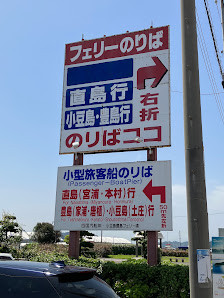 フェリーのりば
直島行
小豆島・豊島行
右折
のりばココ
小型旅客船のりば
(Passenger-Boat Pier)
直島(宮浦・本村)行
豊島(家浦・唐櫃)・小豆島(土庄)行
50m